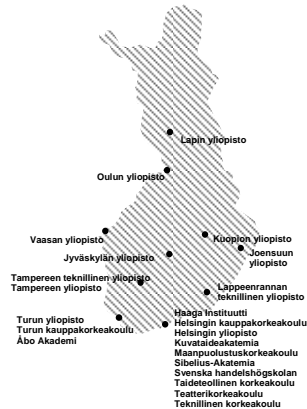 Lapin yliopisto
Oulun yliopisto
Vaasan yliopisto
Kuopion yliopisto
Jyväskylän yliopisto
Joensuun
yliopisto
Tampereen teknillinen yliopisto
Tampereen yliopisto
Lappeenrannan
teknillinen yliopisto
Turun yliopisto
Turun kauppakorkeakoulu
Åbo Akademi
Haaga Instituutti
Helsingin kauppakorkeakoulu
Helsingin yliopisto
Kuvataideakatemia
Maanpuolustuskorkeakoulu
Sibelius-Akatemia
Svenska handelshögskolan
Taideteollinen korkeakoulu
Teatterikorkeakoulu
Teknillinen korkeakoulu